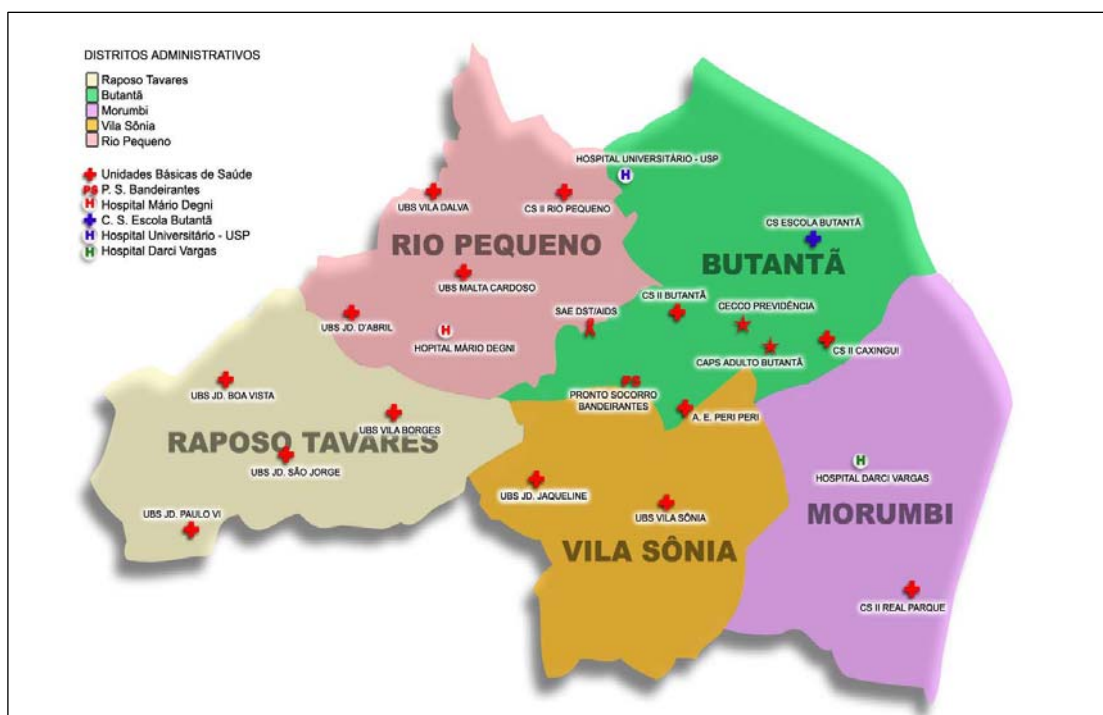 DISTRITOS ADMINISTRATIVOS
Raposo Tavares
Butantã
Morumbi
Vila Sônia
Rio Pequeno
Unidades Básicas de Saúde
PS P. S. Bandeirantes
H Hospital Mário Degni
C. S. Escola Butantã
H Hospital Universitário - USP
H Hospital Darci Vargas
HOSPITAL UNIVERSITÁRIO - USP
H
UBS VILA DALVA
CS II RIO PEQUENO
RIO PEQUENO
UBS MALTA CARDOSO
UBS JD. D'ABRIL
H
HOPITAL MÁRIO DEGNI
CS ESCOLA BUTANTÃ
BUTANTÃ
CS II BUTANTÃ
CECCO PREVIDÊNCIA
SAE DST/AIDS
CS II CAXINGUI
CAPS ADULTO BUTANTÃ
PS
PRONTO SOCORRO
BANDEIRANTES
A. E. PERI PERI
UBS JD. BOA VISTA
UBS VILA BORGES
RAPOSO TAVARES
UBS JD. SÃO JORGE
UBS JD. PAULO VI
UBS JD. JAQUELINE
UBS VILA SÔNIA
VILA SÔNIA
H
HOSPITAL DARCI VARGAS
MORUMBI
CS II REAL PARQUE